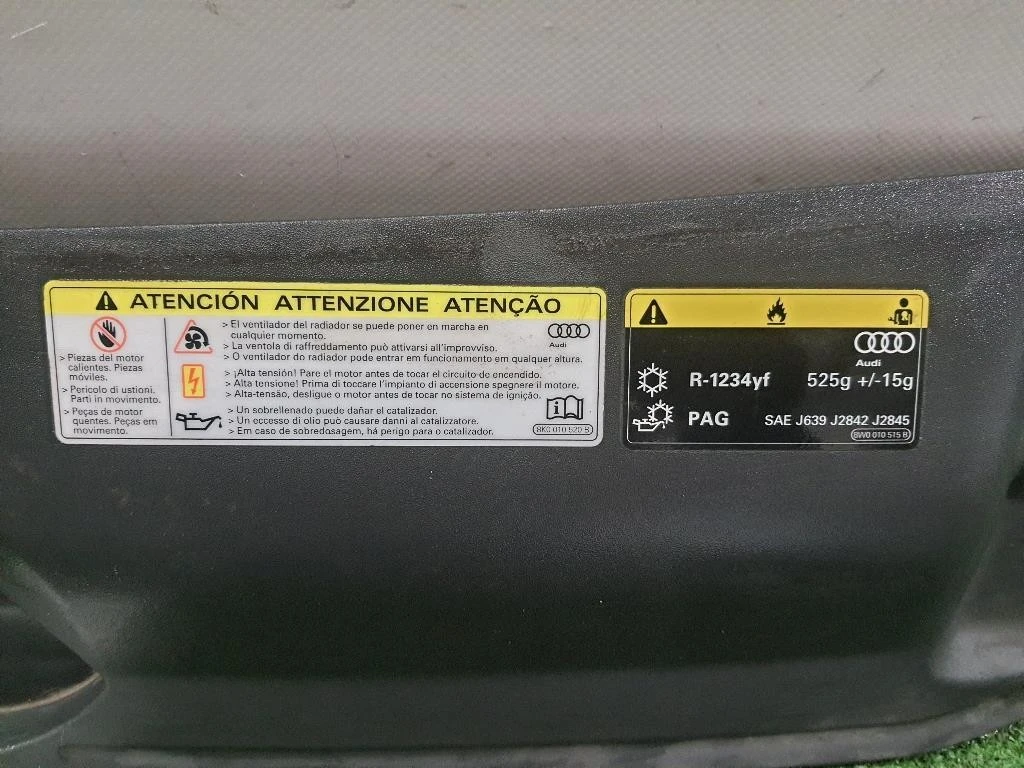 ATENCIÓN ATTENZIONE ATENÇÃO
> Piezas del motor
calientes. Piezas
móviles.
> Pericolo di ustioni.
Parti in movimento.
> Peças de motor
quentes. Peças em
movimento.
> El ventilador del radiador se puede poner en marcha en
cualquier momento.
> La ventola di raffreddamento può attivarsi all'improvviso.
> O ventilador do radiador pode entrar em funcionamento em qualquer altura.
> ¡Alta tensión! Pare el motor antes de tocar el circuito de encendido.
> Alta tensione! Prima di toccare l'impianto di accensione spegnere il motore.
> Alta-tensão, desligue o motor antes de tocar no sistema de ignição.
> Un sobrellenado puede dañar el catalizador.
> Un eccesso di olio può causare danni al catalizzatore.
> Em caso de sobredosagem, há perigo para o catalizador.
Audi
8K0 010 520 B
Audi
R-1234yf 525g +/-15g
PAG SAE J639 J2842 J2845
8W0 010 515 B